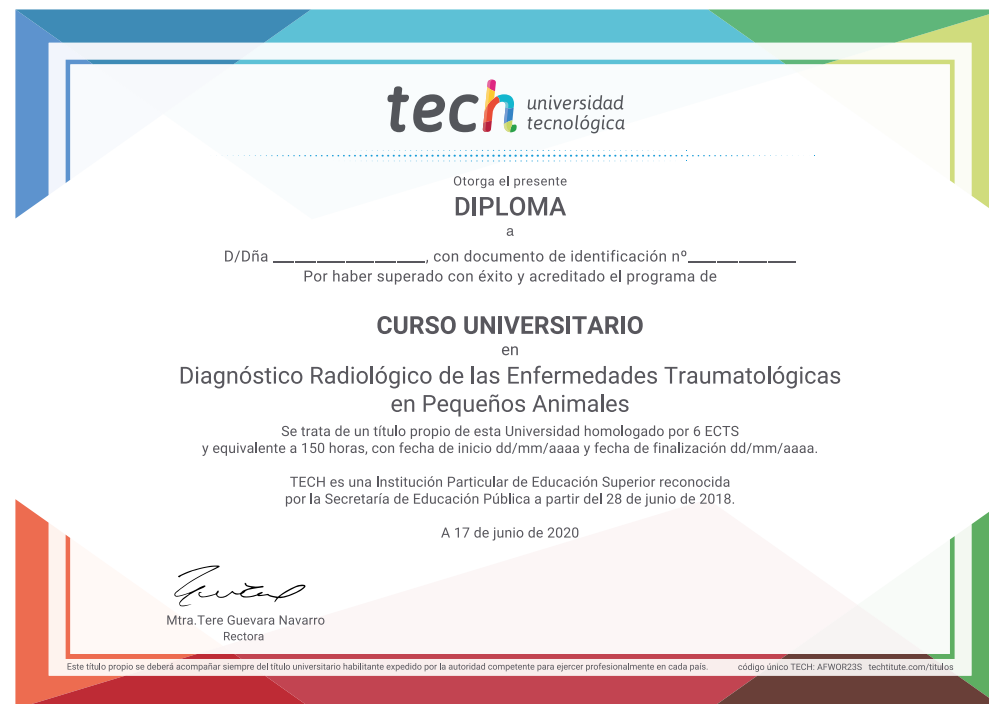 tech universidad
tecnológica
Otorga el presente
DIPLOMA
a
D/Dña ______________, con documento de identificación nº__________
Por haber superado con éxito y acreditado el programa de
CURSO UNIVERSITARIO
en
Diagnóstico Radiológico de las Enfermedades Traumatológicas
en Pequeños Animales
Se trata de un título propio de esta Universidad homologado por 6 ECTS
y equivalente a 150 horas, con fecha de inicio dd/mm/aaaa y fecha de finalización dd/mm/aaaa.
TECH es una Institución Particular de Educación Superior reconocida
por la Secretaría de Educación Pública a partir del 28 de junio de 2018.
A 17 de junio de 2020
Mtra.Tere Guevara Navarro
Rectora
Este título propio se deberá acompañar siempre del título universitario habilitante expedido por la autoridad competente para ejercer profesionalmente en cada país. código único TECH: AFWOR23S techtitute.com/titulos